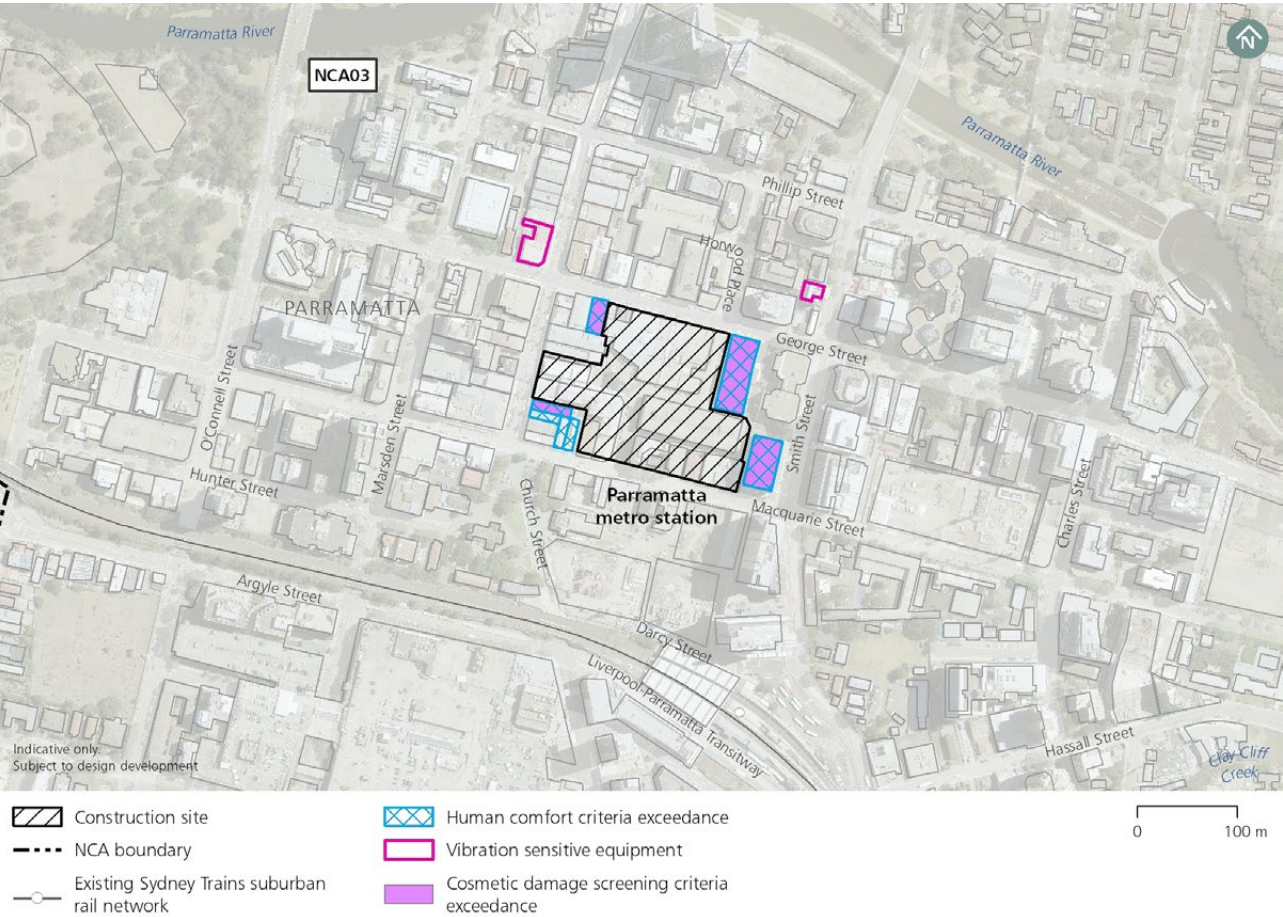 Parramatta River
N
NCA03
Parramatta River
Phillip Street
Horwood Place
PARRAMATTA
George Street
O'Connell Street
Marsden Street
Smith Street
Hunter Street
Church Street
Parramatta
metro station
Macquarie Street
Charles Street
Argyle Street
Darcy Street
Liverpool-Parramatta Transitway
Hassall Street
Clay Cliff
Creek
Indicative only.
Subject to design development
Construction site
NCA boundary
Existing Sydney Trains suburban
rail network
Human comfort criteria exceedance
Vibration sensitive equipment
Cosmetic damage screening criteria
exceedance
0 100 m